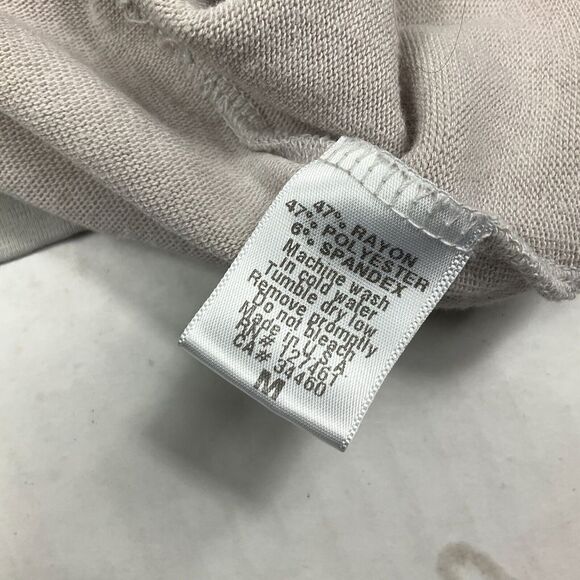 47% RAYON
47% POLYESTER
6% SPANDEX
Machine wash
in cold water
Tumble dry low
Remove promptly
Do not bleach
Made in U.S.A.
RN# 127461
CA# 34460
M